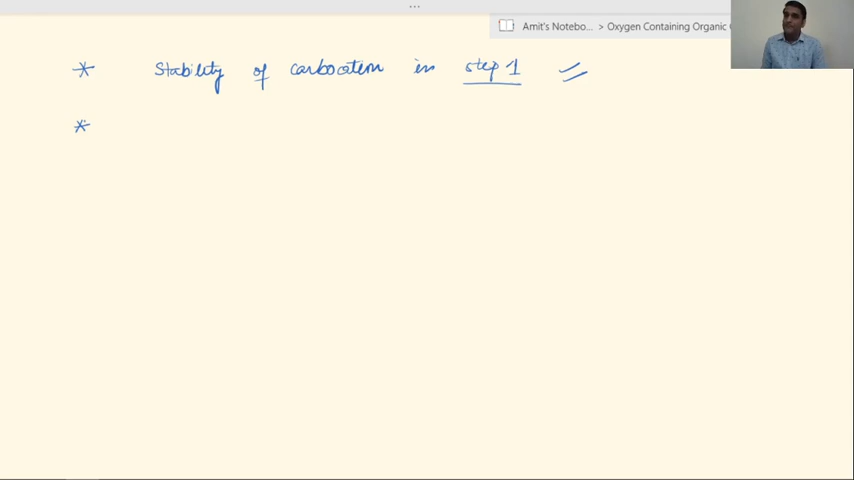 ...
Amit's Notebo... > Oxygen Containing Organic
* Stability of carbocation in step 1
*